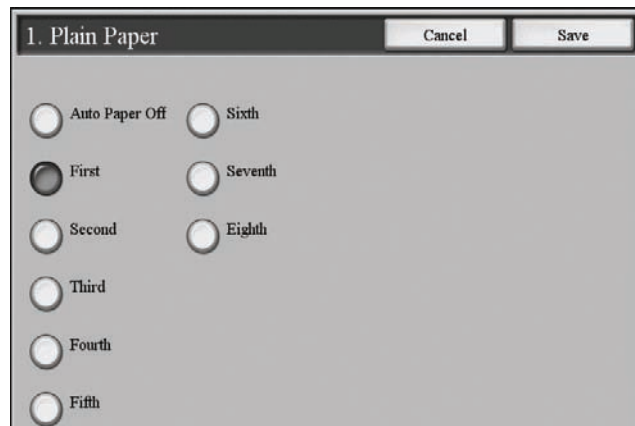 1. Plain Paper
Cancel
Save
Auto Paper Off
First
Second
Third
Fourth
Fifth
Sixth
Seventh
Eighth